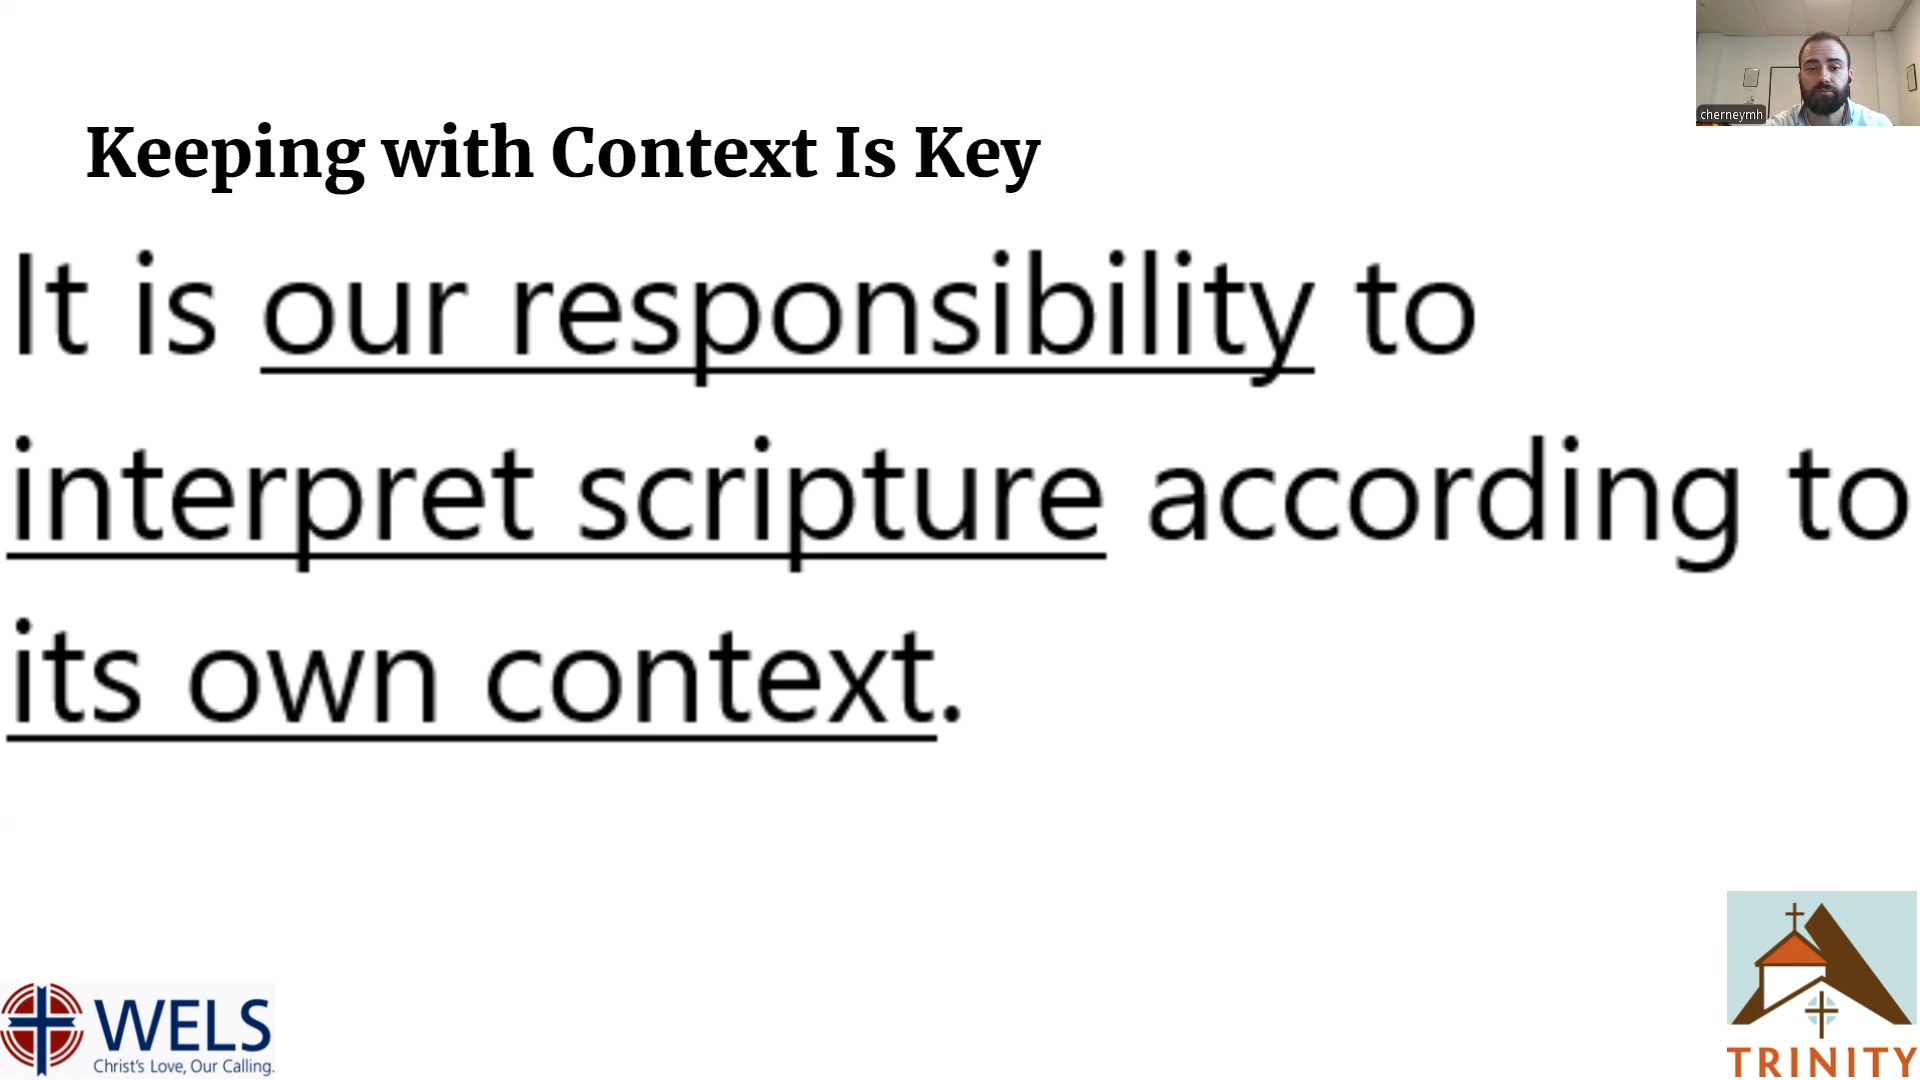 cherneymh
Keeping with Context Is Key
It is our responsibility to
interpret scripture according to
its own context.
WELS
Christ's Love, Our Calling.
TRINITY